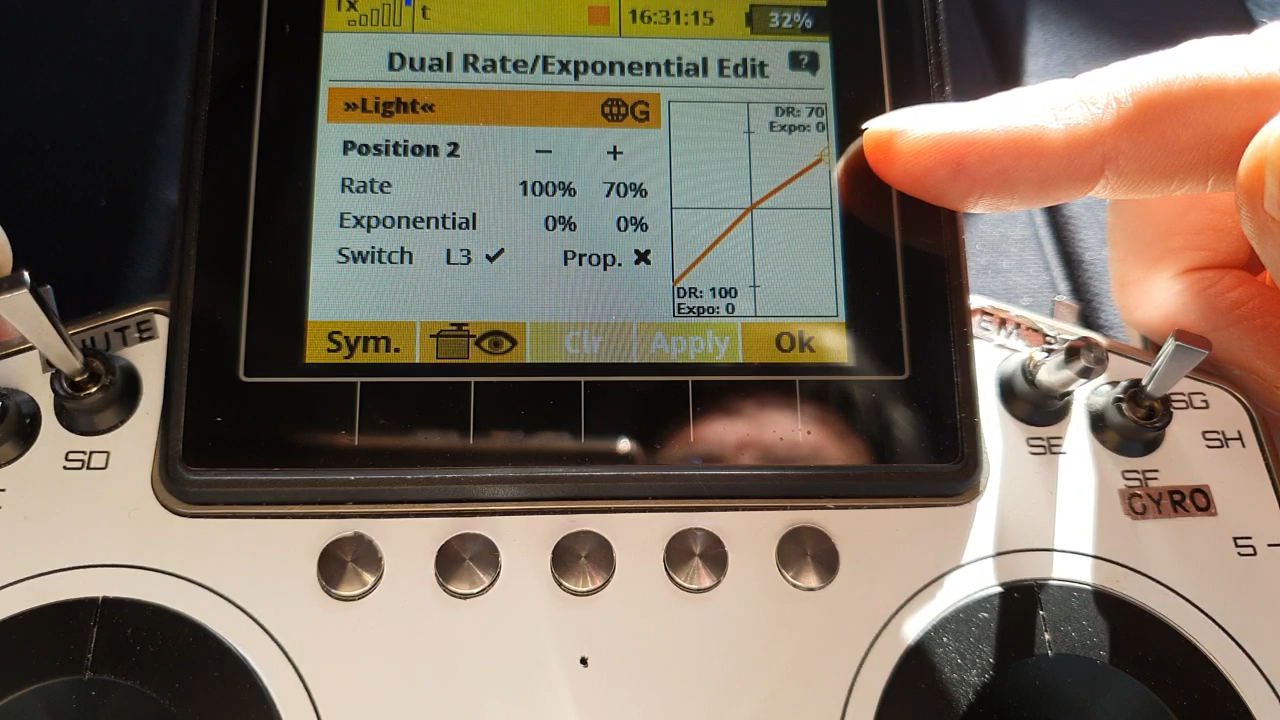 Tx t 16:31:15 32%
Dual Rate/Exponential Edit ?
»Light« G
DR: 70
Expo: 0
Position 2 − +
Rate 100% 70%
Exponential 0% 0%
Switch L3 ✔ Prop. ✖
DR: 100
Expo: 0
Sym. Clr Apply Ok
SD
SE
SG
SH
SF
GYRO
5